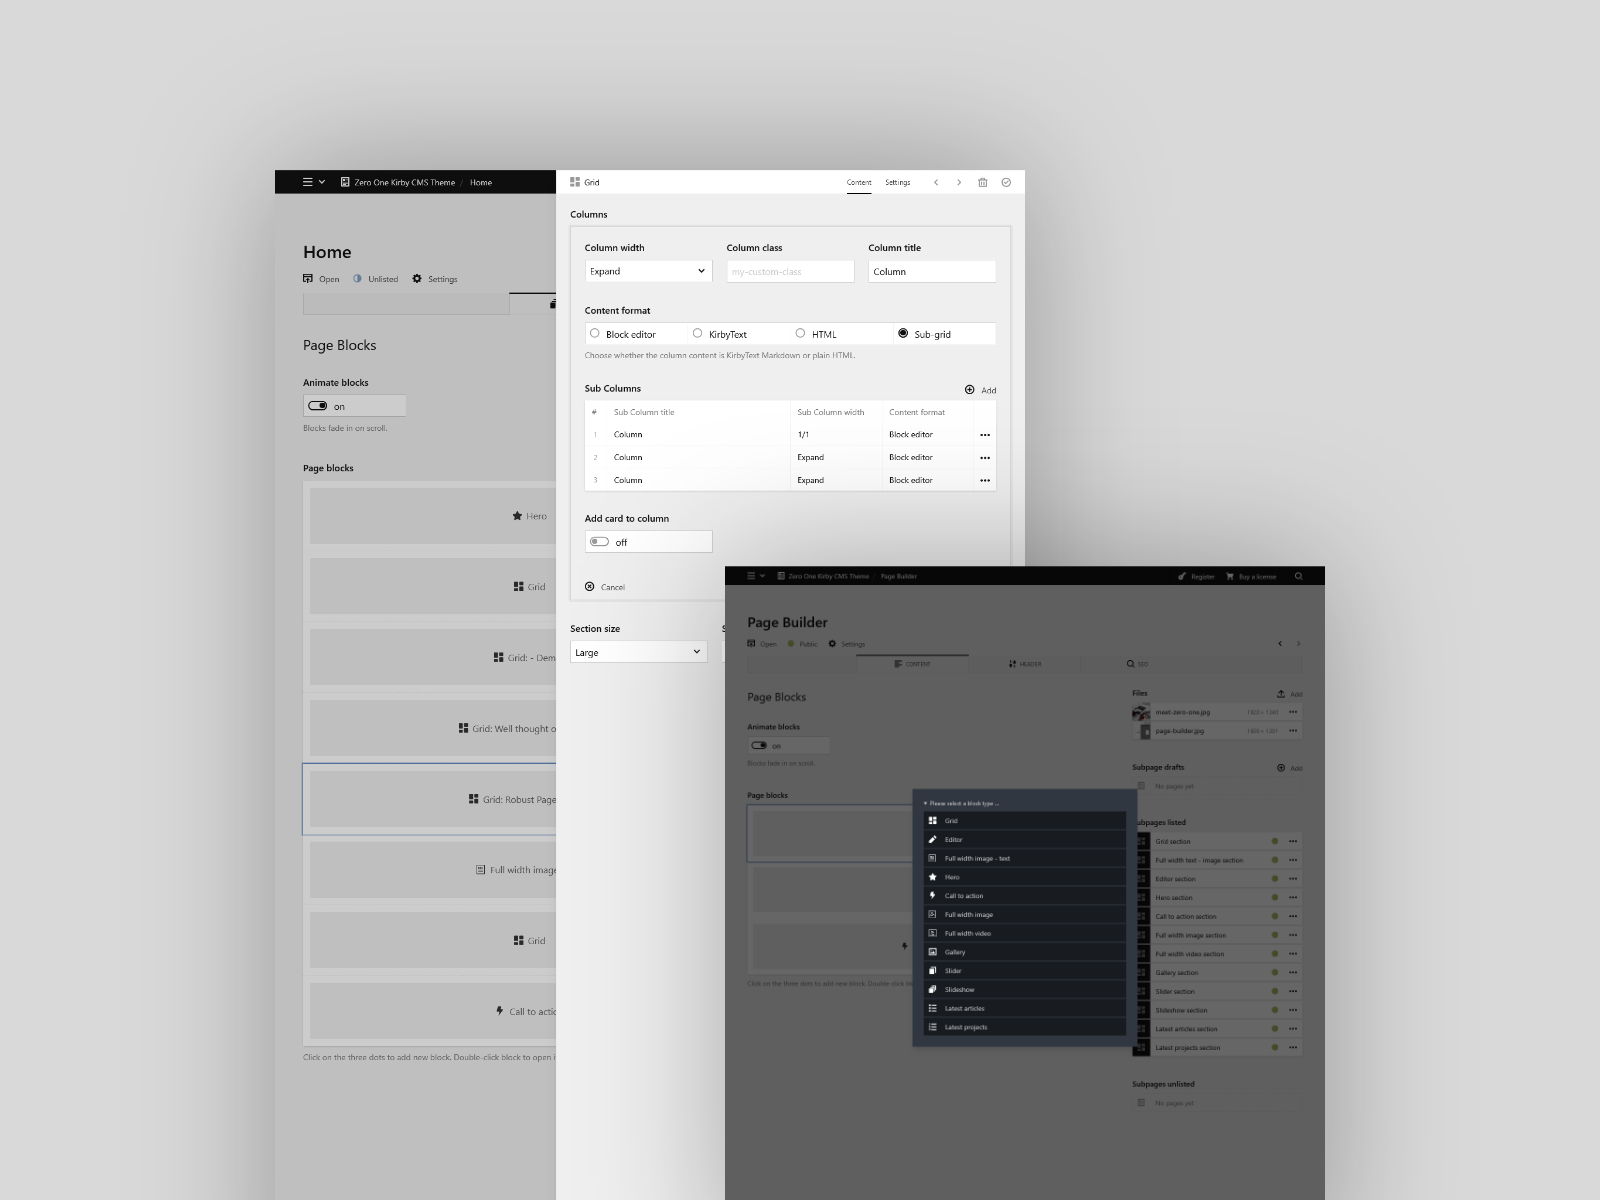 Zero One Kirby CMS Theme / Home
Home
Open Unlisted Settings
Page Blocks
Animate blocks
on
Blocks fade in on scroll.
Page blocks
Hero
Grid
Grid: - Dem
Grid: Well thought o
Grid: Robust Page
Full width image
Grid
Call to actio
Click on the three dots to add new block. Double-click block to open i
Grid
Content Settings
Columns
Column width Column class Column title
Expand my-custom-class Column
Content format
Block editor KirbyText HTML Sub-grid
Choose whether the column content is KirbyText Markdown or plain HTML.
Sub Columns Add
# Sub Column title Sub Column width Content format
1 Column 1/1 Block editor
2 Column Expand Block editor
3 Column Expand Block editor
Add card to column
off
Cancel
Section size S
Large
Zero One Kirby CMS Theme / Page Builder Register Buy a license
Page Builder
Open Public Settings
CONTENT HEADER SEO
Page Blocks
Animate blocks
on
Blocks fade in on scroll.
Page blocks
Click on the three dots to add new block. Double-click
Please select a block type ...
Grid
Editor
Full width image - text
Hero
Call to action
Full width image
Full width video
Gallery
Slider
Slideshow
Latest articles
Latest projects
Files Add
meet-zero-one.jpg
page-builder.jpg
Subpage drafts Add
No pages yet
ubpages listed
Grid section
Full width text - image section
Editor section
Hero section
Call to action section
Full width image section
Full width video section
Gallery section
Slider section
Slideshow section
Latest articles section
Latest projects section
Subpages unlisted
No pages yet